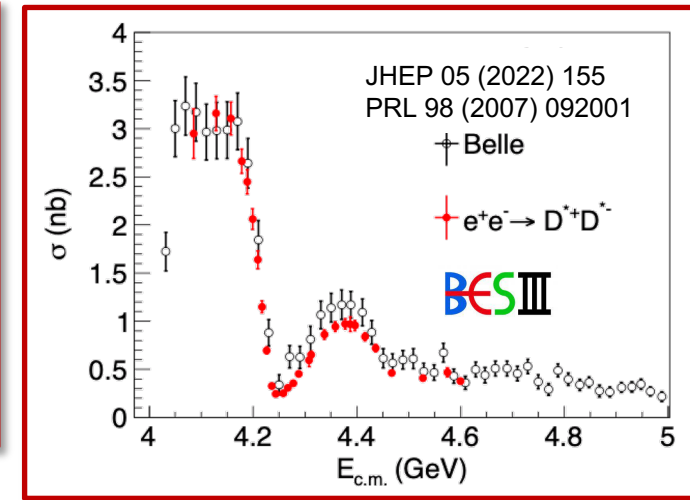 JHEP 05 (2022) 155
PRL 98 (2007) 092001
Belle
e⁺e⁻→ D*⁺D*⁻
BESIII
σ (nb)
4
3.5
3
2.5
2
1.5
1
0.5
0
4 4.2 4.4 4.6 4.8 5
E_c.m. (GeV)